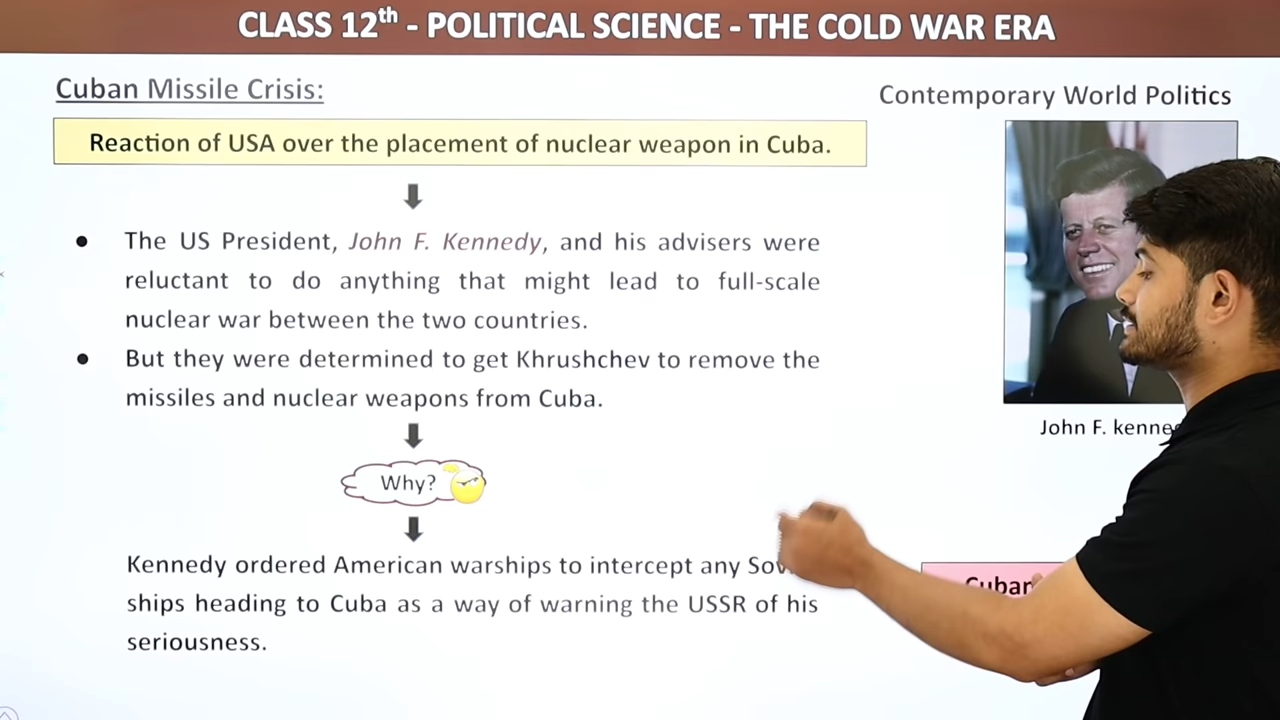 CLASS 12th - POLITICAL SCIENCE - THE COLD WAR ERA
Cuban Missile Crisis:
Contemporary World Politics
Reaction of USA over the placement of nuclear weapon in Cuba.
● The US President, John F. Kennedy, and his advisers were
reluctant to do anything that might lead to full-scale
nuclear war between the two countries.
● But they were determined to get Khrushchev to remove the
missiles and nuclear weapons from Cuba.
John F.
Why?
Kennedy ordered American warships to intercept any
ships heading to Cuba as a way of warning the USSR of his
seriousness.
Cuban